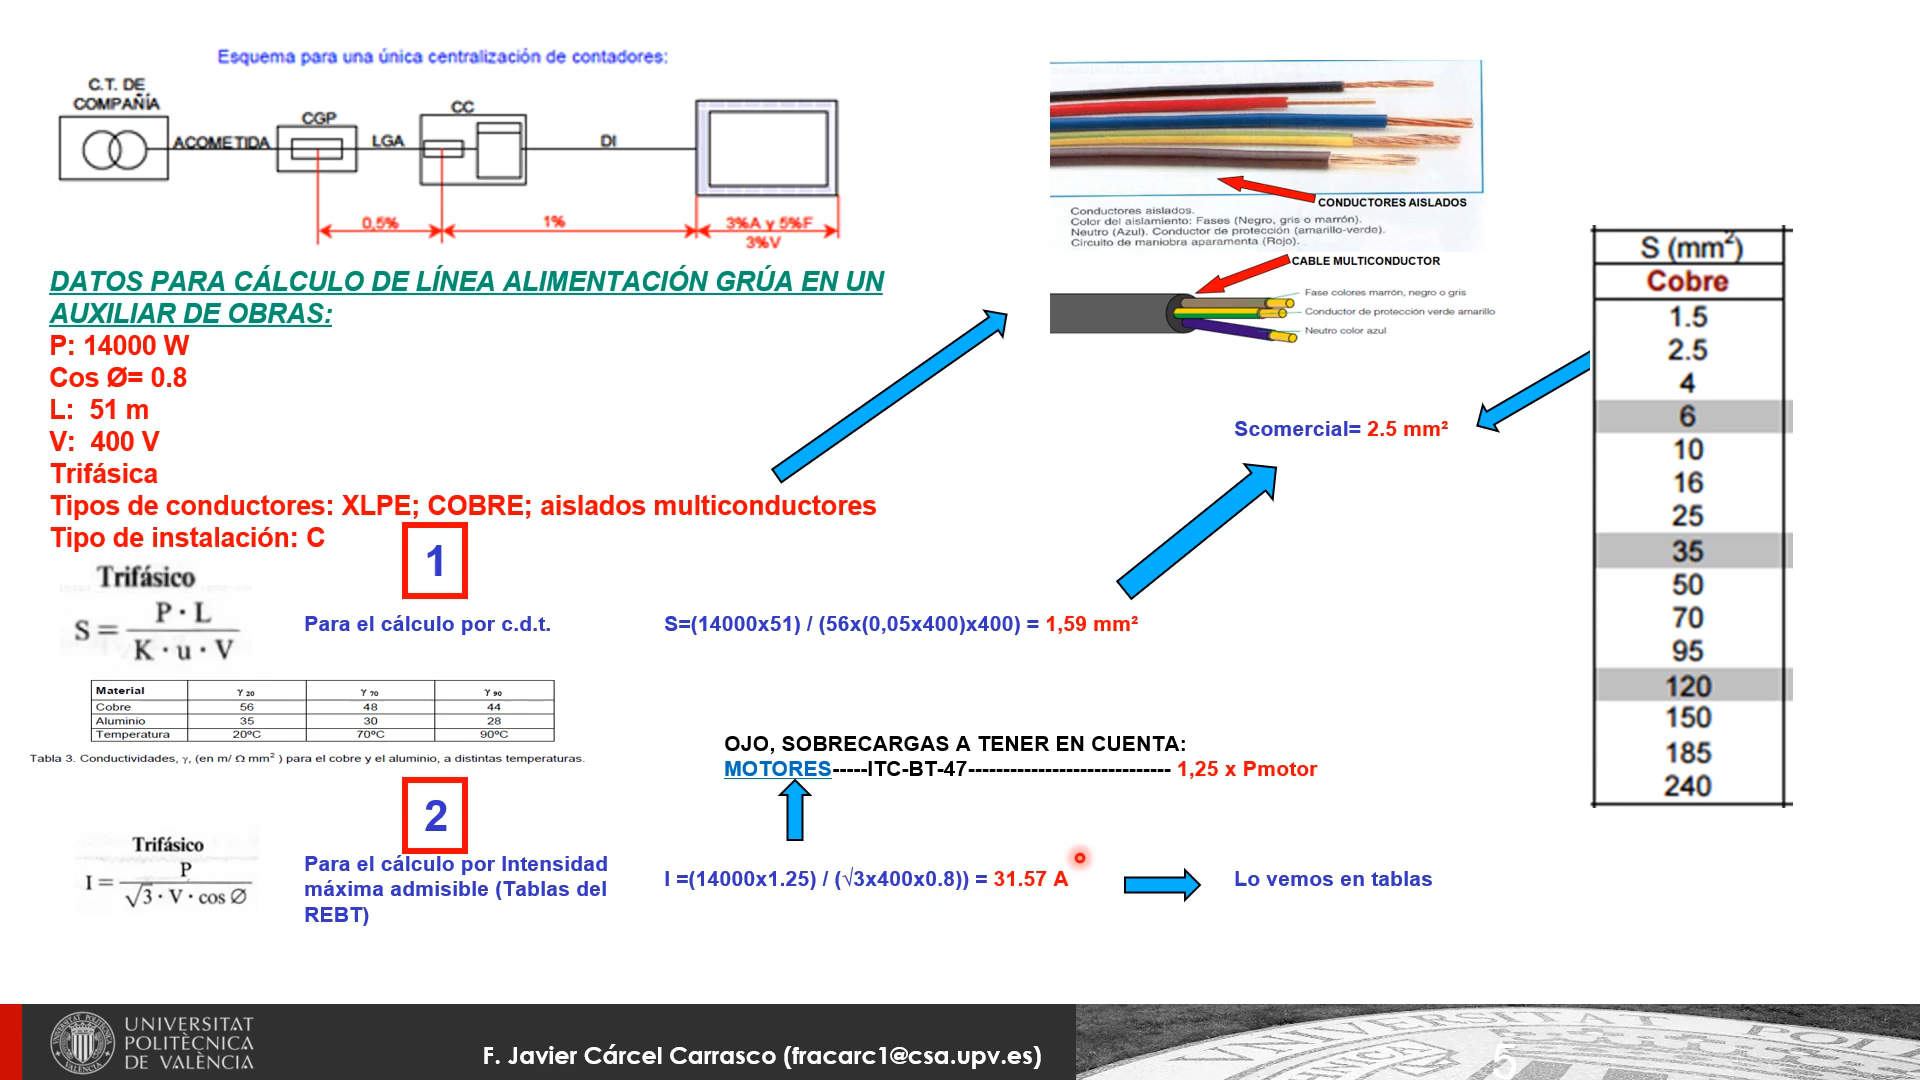 Esquema para una única centralización de contadores:
C.T. DE
COMPAÑÍA
ACOMETIDA
CGP
LGA
CC
DI
0,5%
1%
3%A y 5%F
3%V
CONDUCTORES AISLADOS
Conductores aislados.
Color del aislamiento: Fases (Negro, gris o marrón).
Neutro (Azul). Conductor de protección (amarillo-verde).
Circuito de maniobra aparamenta (Rojo).
CABLE MULTICONDUCTOR
Fase colores marrón, negro o gris
Conductor de protección verde amarillo
Neutro color azul
DATOS PARA CÁLCULO DE LÍNEA ALIMENTACIÓN GRÚA EN UN
AUXILIAR DE OBRAS:
P: 14000 W
Cos Ø= 0.8
L: 51 m
V: 400 V
Trifásica
Tipos de conductores: XLPE; COBRE; aislados multiconductores
Tipo de instalación: C
Scomercial= 2.5 mm²
S (mm²)
Cobre
1.5
2.5
4
6
10
16
25
35
50
70
95
120
150
185
240
1
Trifásico
S = P · L / K · u · V
Para el cálculo por c.d.t.
S=(14000x51) / (56x(0,05x400)x400) = 1,59 mm²
Material γ 20 γ 70 γ 90
Cobre 56 48 44
Aluminio 35 30 28
Temperatura 20ºC 70ºC 90ºC
Tabla 3. Conductividades, γ, (en m/ Ω mm² ) para el cobre y el aluminio, a distintas temperaturas.
OJO, SOBRECARGAS A TENER EN CUENTA:
MOTORES-----ITC-BT-47----------------------------- 1,25 x Pmotor
2
Trifásico
I = P / √3 · V · cos Ø
Para el cálculo por Intensidad
máxima admisible (Tablas del
REBT)
I =(14000x1.25) / (√3x400x0.8)) = 31.57 A
Lo vemos en tablas
UNIVERSITAT
POLITÈCNICA
DE VALÈNCIA
F. Javier Cárcel Carrasco (fracarc1@csa.upv.es)
5